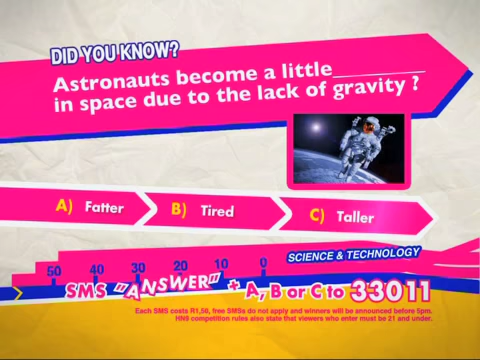 DID YOU KNOW?
Astronauts become a little__________
in space due to the lack of gravity ?
A) Fatter
B) Tired
C) Taller
SCIENCE & TECHNOLOGY
50 40 30 20 10 0
SMS "ANSWER" + A, B or C to 33011
Each SMS costs R1,50, free SMSs do not apply and winners will be announced before 5pm.
HNS competition rules also state that viewers who enter must be 21 and under.